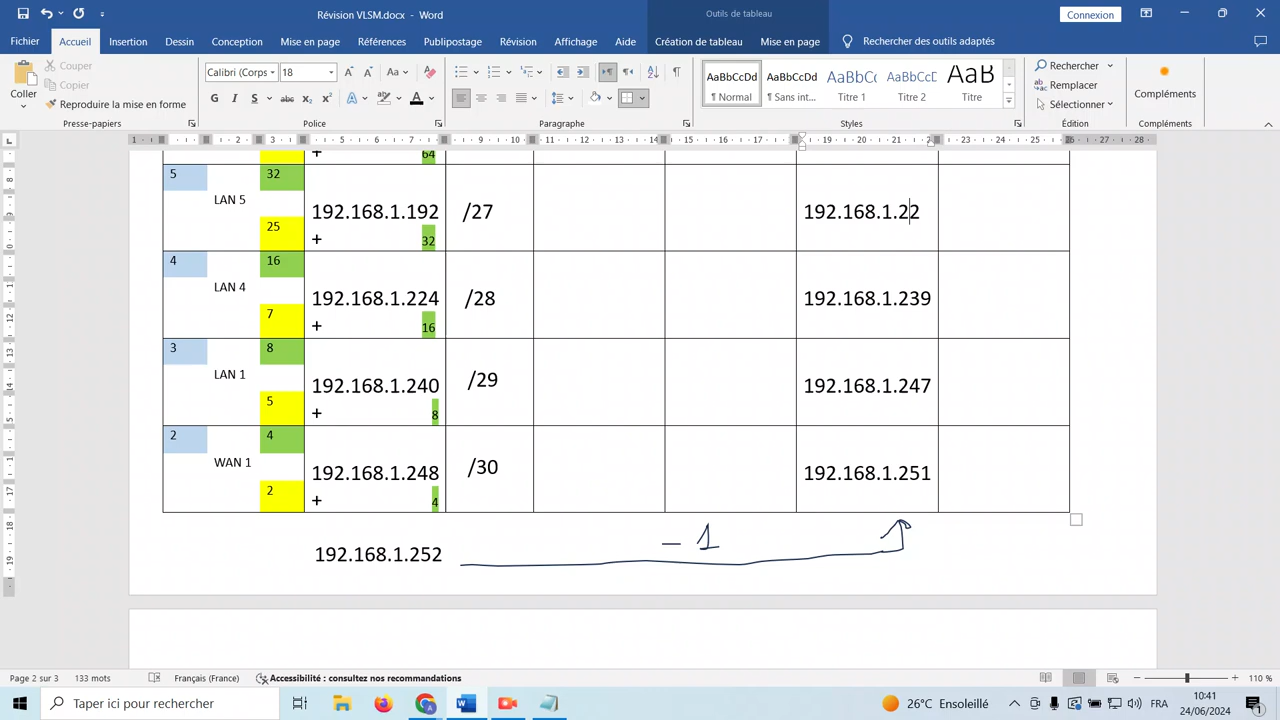 Révision VLSM.docx - Word
Outils de tableau
Connexion
Fichier Accueil Insertion Dessin Conception Mise en page Références Publipostage Révision Affichage Aide Création de tableau Mise en page Rechercher des outils adaptés
Coller
Couper
Copier
Reproduire la mise en forme
Presse-papiers
Calibri (Corps 18
Police
Paragraphe
AaBbCcDd AaBbCcDd AaBbCc AaBbCcD AaB
¶ Normal ¶ Sans int... Titre 1 Titre 2 Titre
Styles
Rechercher
Remplacer
Sélectionner
Édition
Compléments
Compléments
+ 64
5 LAN 5 32 25 192.168.1.192 + 32 /27 192.168.1.22
4 LAN 4 16 7 192.168.1.224 + 16 /28 192.168.1.239
3 LAN 1 8 5 192.168.1.240 + 8 /29 192.168.1.247
2 WAN 1 4 2 192.168.1.248 + 4 /30 192.168.1.251
192.168.1.252 - 1
Page 2 sur 3 133 mots Français (France) Accessibilité : consultez nos recommandations 110 %
Taper ici pour rechercher
26°C Ensoleillé
FRA
10:41
24/06/2024